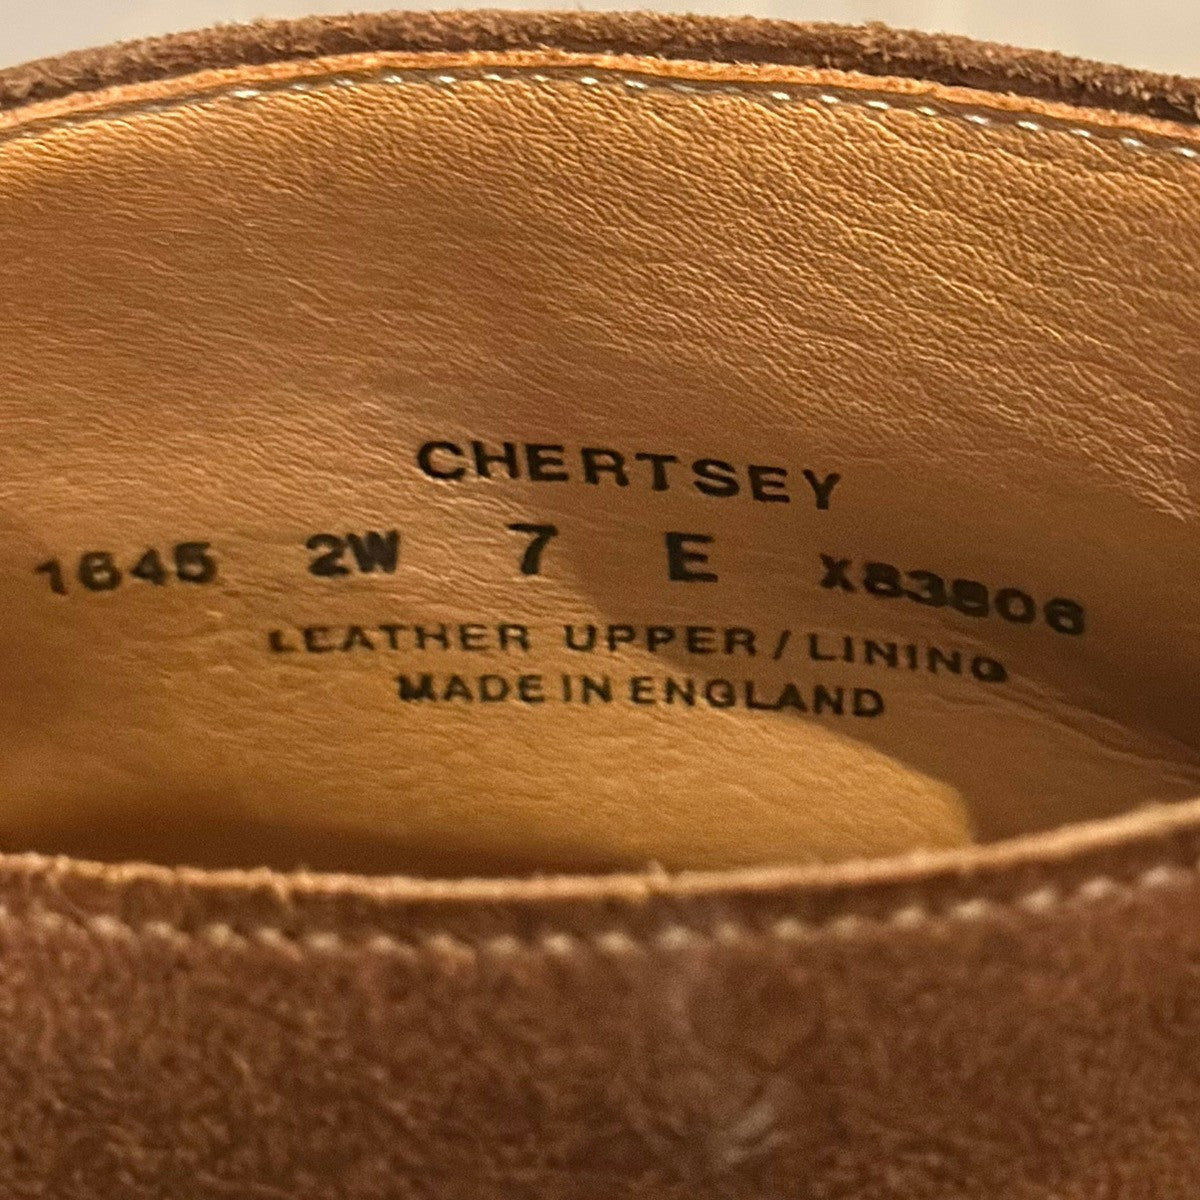 CHERTSEY
1645 2W 7 E X83806
LEATHER UPPER / LINING
MADE IN ENGLAND